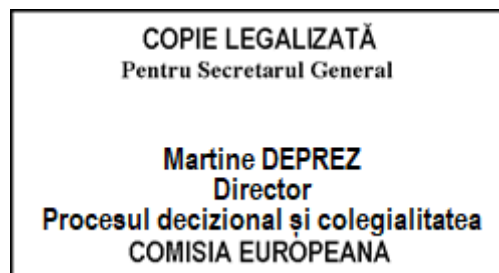 COPIE LEGALIZATĂ
Pentru Secretarul General
Martine DEPREZ
Director
Procesul decizional și colegialitatea
COMISIA EUROPEANA